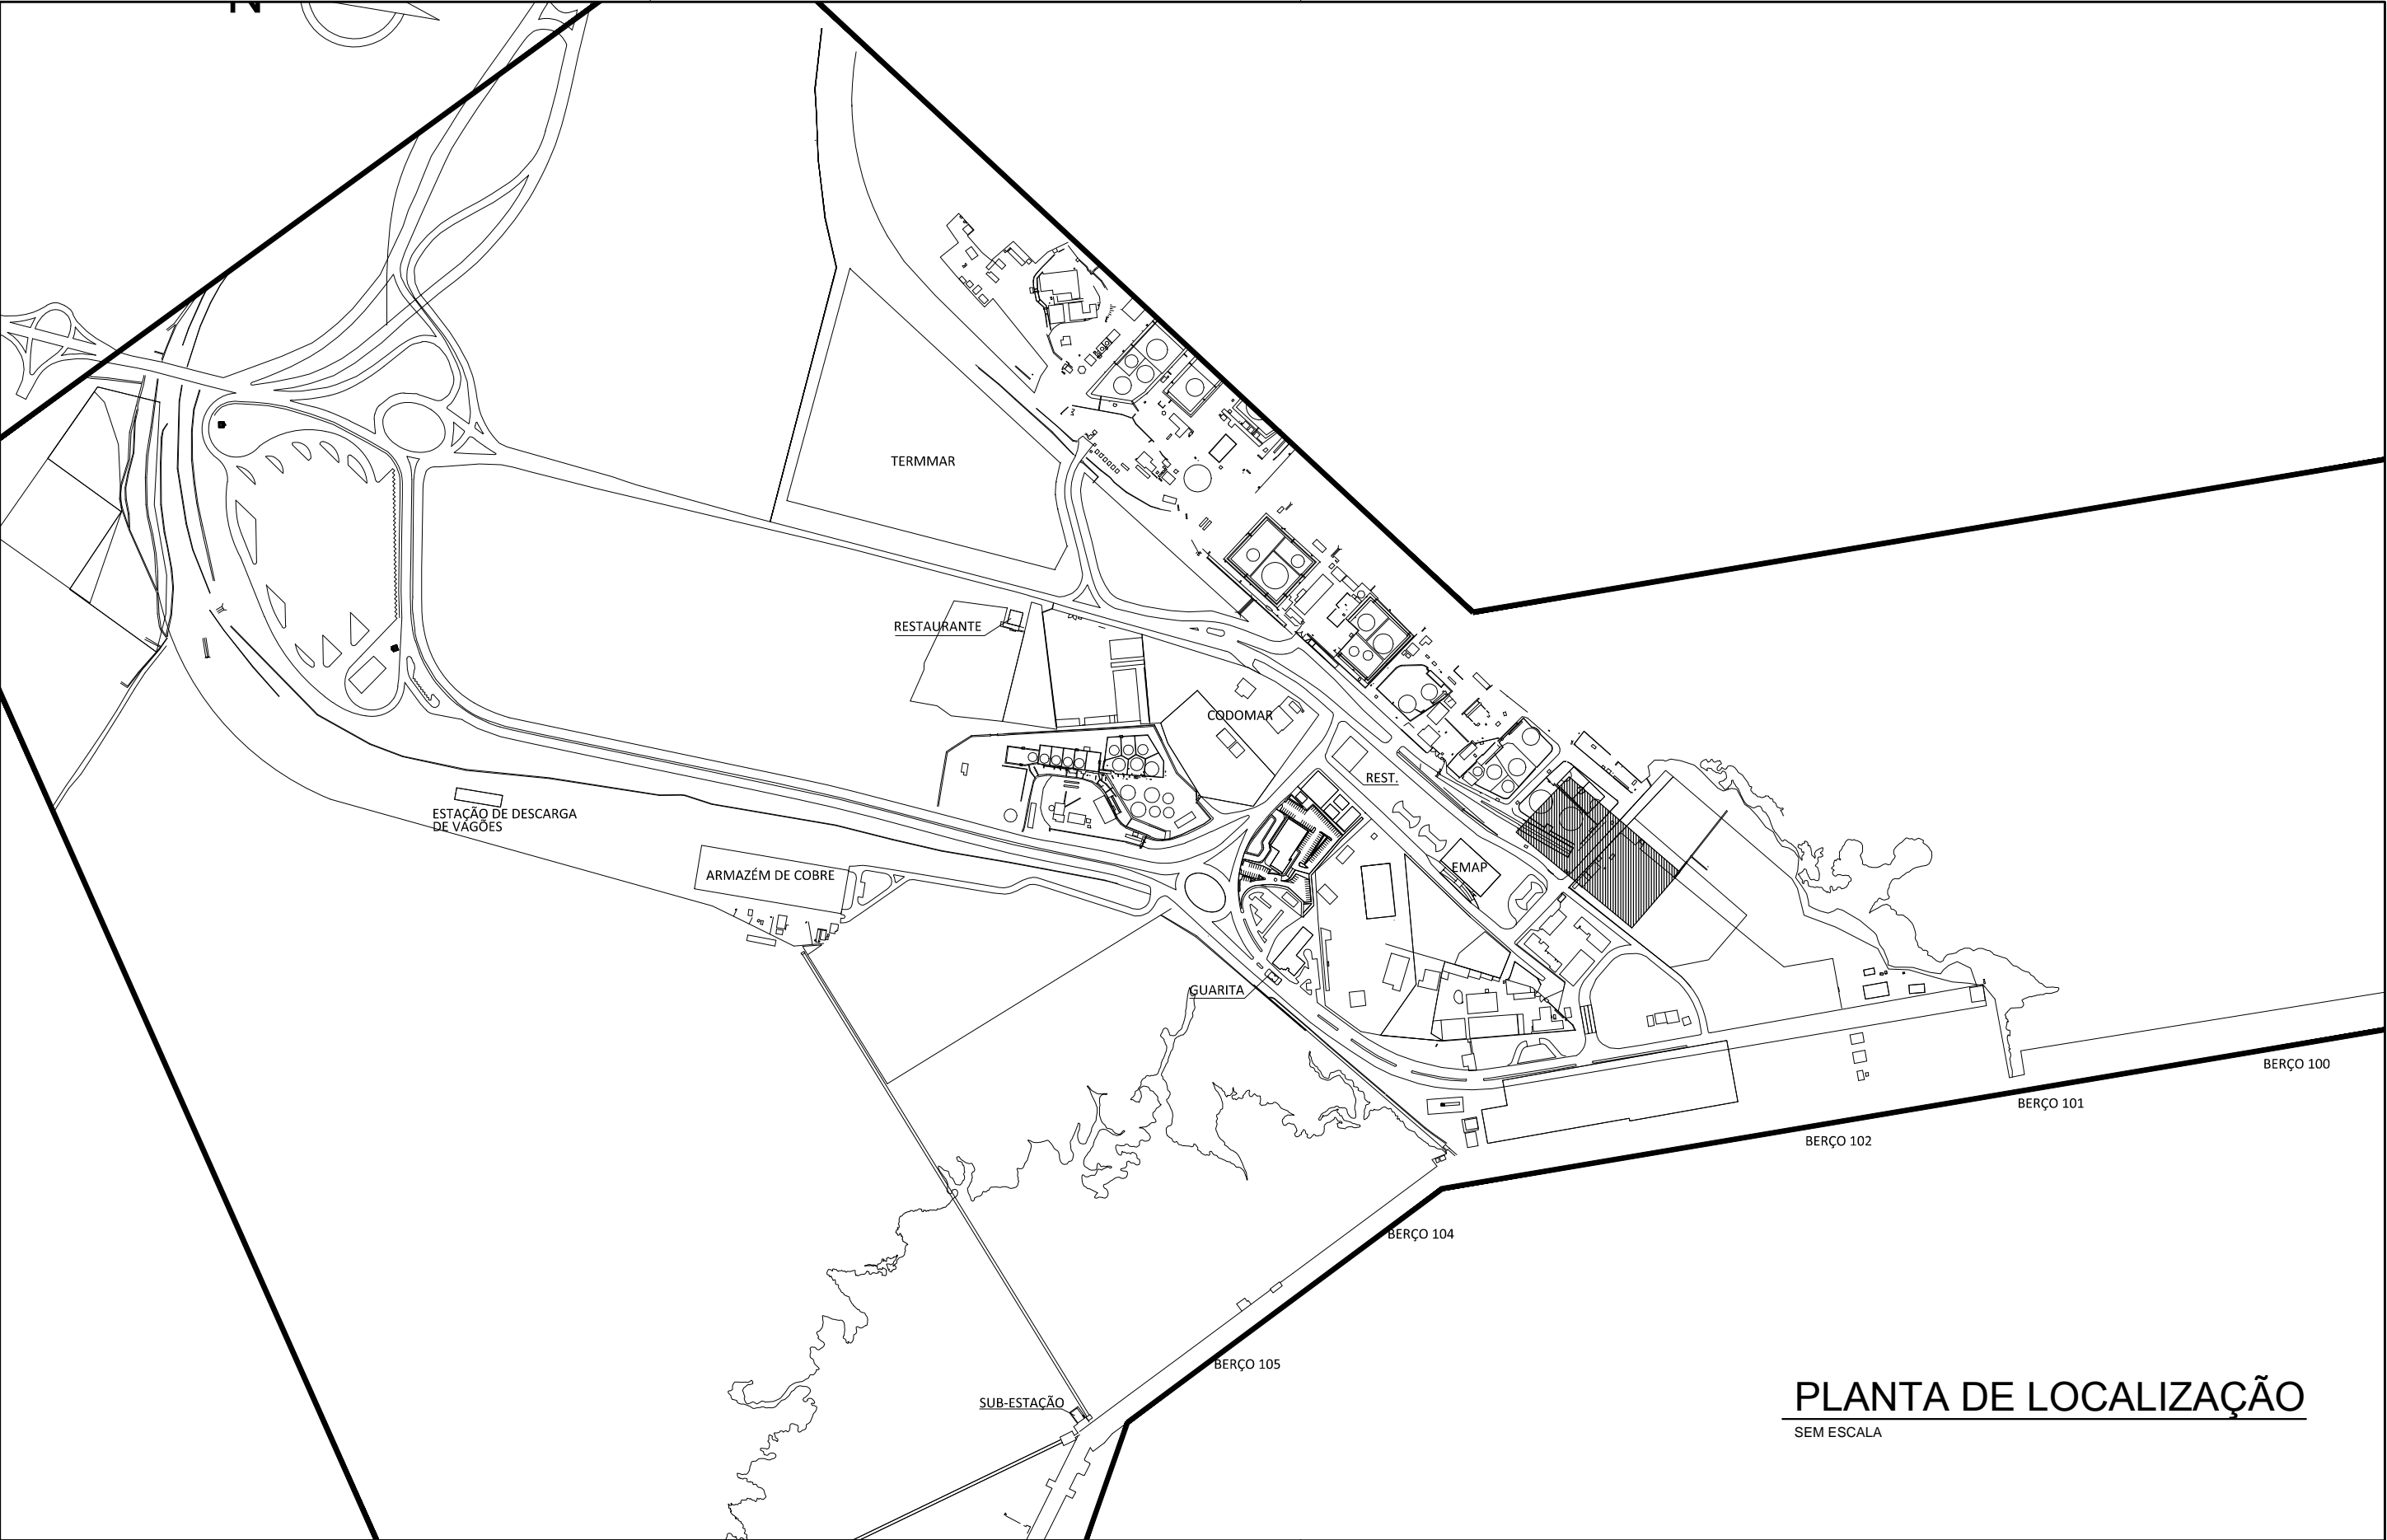 N
TERMMAR
RESTAURANTE
CODOMAR
REST.
ESTAÇÃO DE DESCARGA
DE VAGÕES
ARMAZÉM DE COBRE
EMAP
GUARITA
BERÇO 100
BERÇO 101
BERÇO 102
BERÇO 104
BERÇO 105
SUB-ESTAÇÃO
PLANTA DE LOCALIZAÇÃO
SEM ESCALA